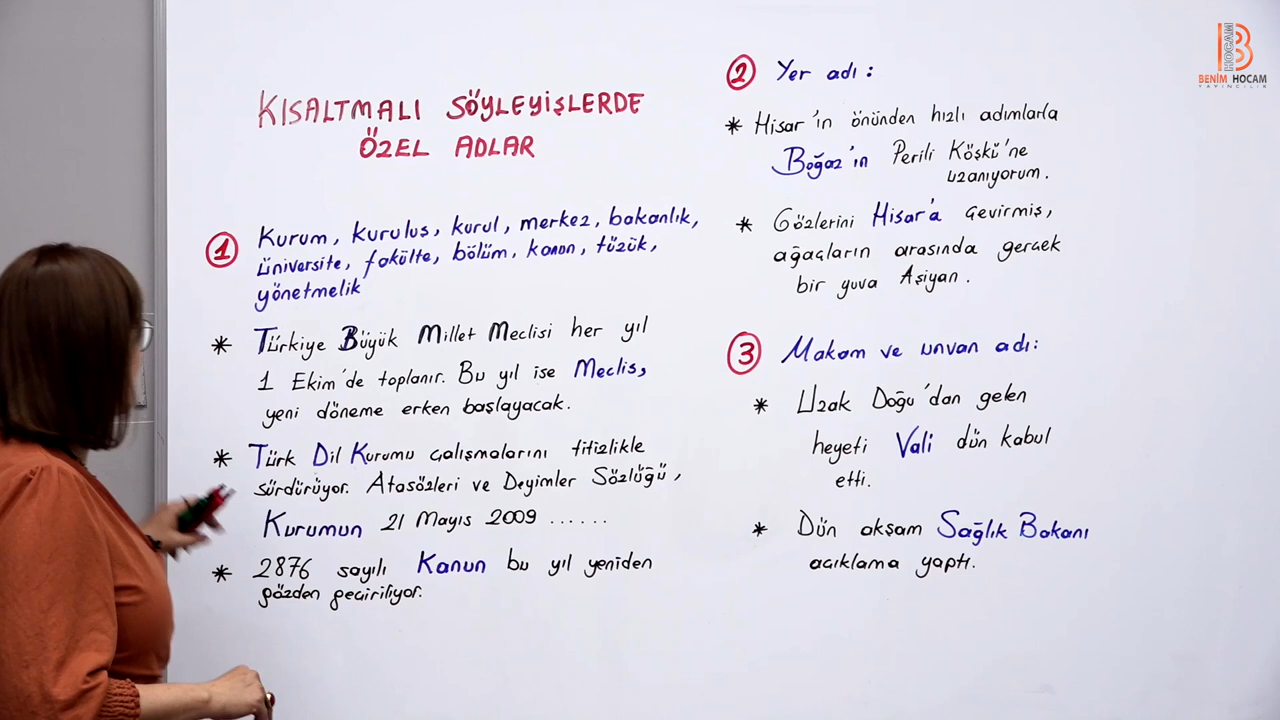 KISALTMALI SÖYLEYİŞLERDE
ÖZEL ADLAR
1 Kurum, kuruluş, kurul, merkez, bakanlık,
üniversite, fakülte, bölüm, kanun, tüzük,
yönetmelik
* Türkiye Büyük Millet Meclisi her yıl
1 Ekim'de toplanır. Bu yıl ise Meclis,
yeni döneme erken başlayacak.
* Türk Dil Kurumu çalışmalarını titizlikle
sürdürüyor. Atasözleri ve Deyimler Sözlüğü,
Kurumun 21 Mayıs 2009 ......
* 2876 sayılı Kanun bu yıl yeniden
gözden geçiriliyor.
2 Yer adı:
* Hisar'ın önünden hızlı adımlarla
Boğaz'ın Perili Köşkü'ne
uzanıyorum.
* Gözlerini Hisar'a çevirmiş,
ağaçların arasında gerçek
bir yuva Aşiyan.
3 Makam ve unvan adı:
* Uzak Doğu'dan gelen
heyeti Vali dün kabul
etti.
* Dün akşam Sağlık Bakanı
açıklama yaptı.
B
HOCAM
BENİM HOCAM
YAYINCILIK